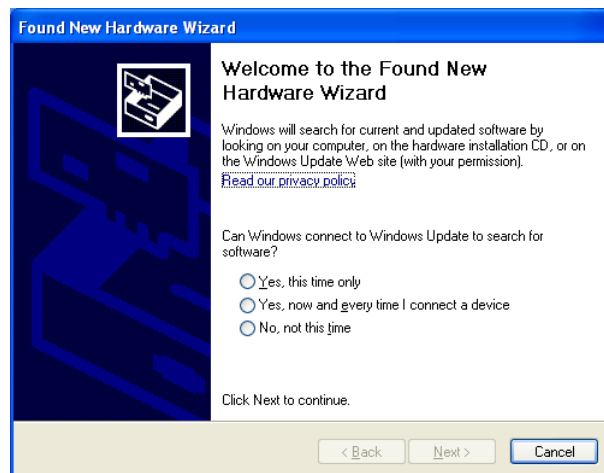 Found New Hardware Wizard
Welcome to the Found New
Hardware Wizard
Windows will search for current and updated software by
looking on your computer, on the hardware installation CD, or on
the Windows Update Web site (with your permission).
Read our privacy policy
Can Windows connect to Windows Update to search for
software?
Yes, this time only
Yes, now and every time I connect a device
No, not this time
Click Next to continue.
< Back Next > Cancel